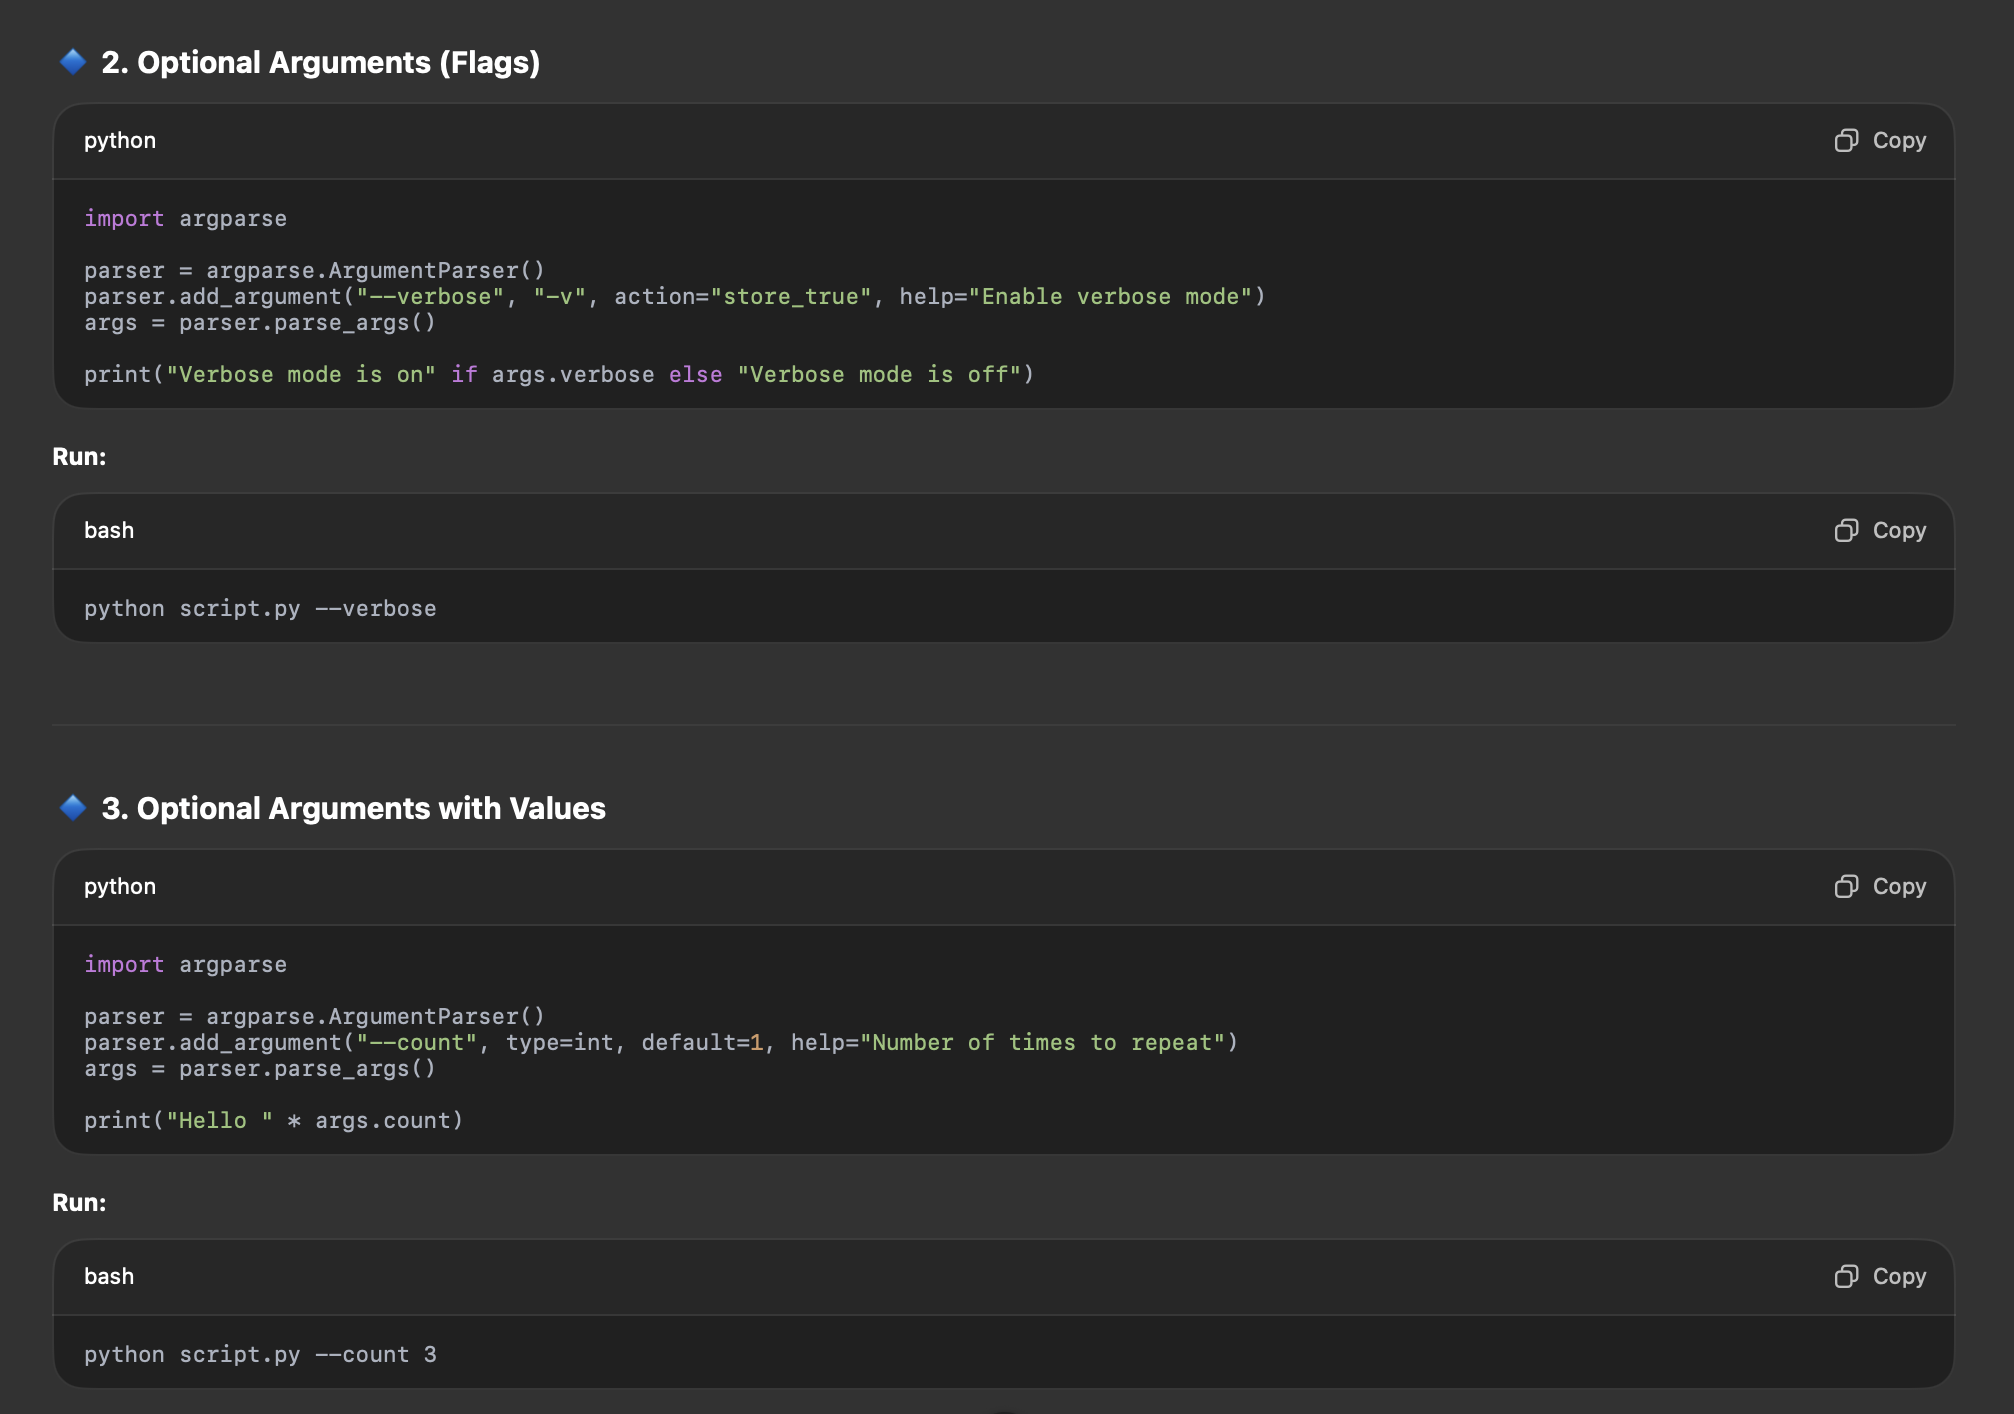 🔷 2. Optional Arguments (Flags)
python
Copy
import argparse
parser = argparse.ArgumentParser()
parser.add_argument("--verbose", "-v", action="store_true", help="Enable verbose mode")
args = parser.parse_args()
print("Verbose mode is on" if args.verbose else "Verbose mode is off")
Run:
bash
Copy
python script.py --verbose
🔷 3. Optional Arguments with Values
python
Copy
import argparse
parser = argparse.ArgumentParser()
parser.add_argument("--count", type=int, default=1, help="Number of times to repeat")
args = parser.parse_args()
print("Hello " * args.count)
Run:
bash
Copy
python script.py --count 3